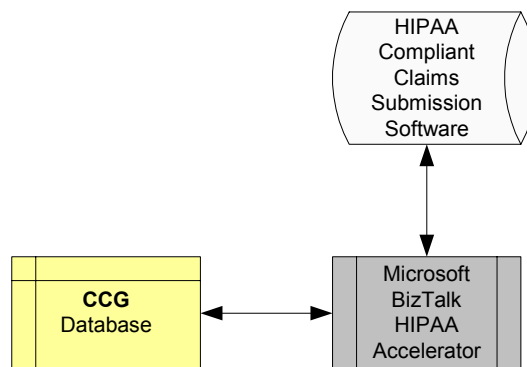 HIPAA
Compliant
Claims
Submission
Software
CCG
Database
Microsoft
BizTalk
HIPAA
Accelerator